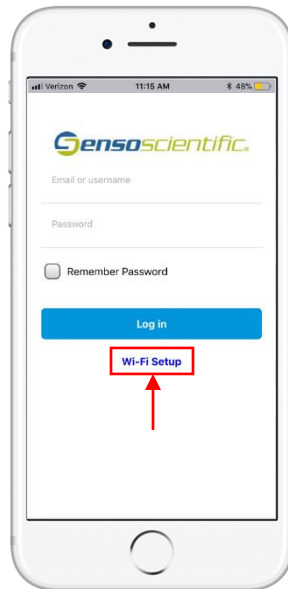 Verizon 11:15 AM 48%
Sensoscientific.
Email or username
Password
Remember Password
Log in
Wi-Fi Setup